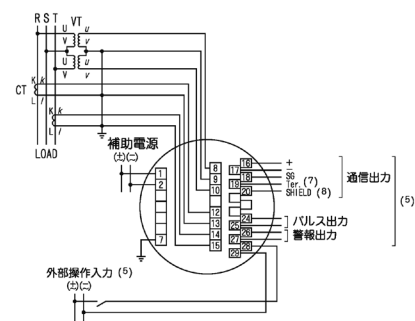 R S T
VT
U u
V v
U u
V v
K k
CT
L l
K k
L l
LOAD
補助電源
(±)(=)
1
2
7
8
9
10
12
13
14
15
16
17
18
19
20
24
25
26
27
28
29
+
−
SG
Ter. (7)
SHIELD (8)
通信出力
(5)
パルス出力
警報出力
外部操作入力 (5)
(±)(=)